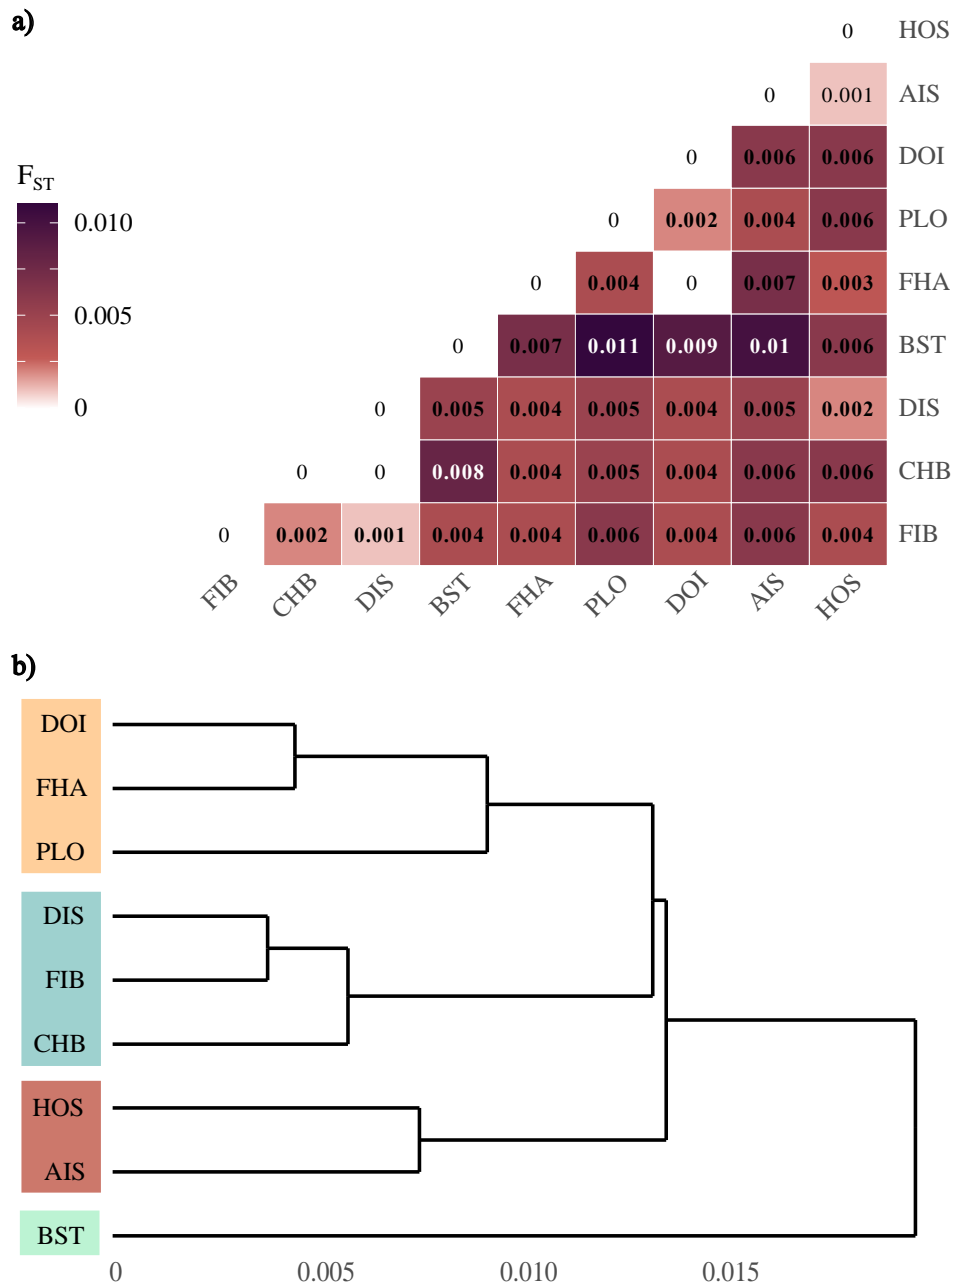 a)
0 HOS
0 0.001 AIS
0 0.006 0.006 DOI
0 0.002 0.004 0.006 PLO
0 0.004 0 0.007 0.003 FHA
0 0.007 0.011 0.009 0.01 0.006 BST
0 0.005 0.004 0.005 0.004 0.005 0.002 DIS
0 0 0.008 0.004 0.005 0.004 0.006 0.006 CHB
0 0.002 0.001 0.004 0.004 0.006 0.004 0.006 0.004 FIB
FIB CHB DIS BST FHA PLO DOI AIS HOS
FST
0.010
0.005
0
b)
DOI
FHA
PLO
DIS
FIB
CHB
HOS
AIS
BST
0 0.005 0.010 0.015